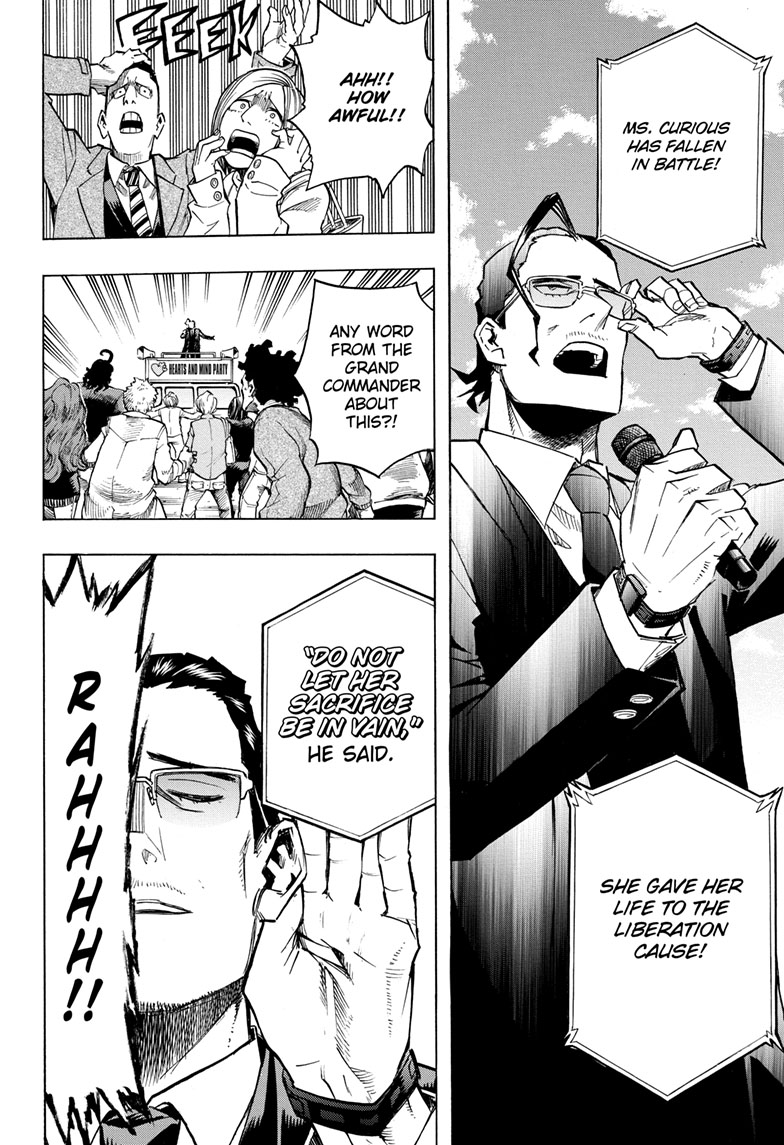 MS. CURIOUS
HAS FALLEN
IN BATTLE!
SHE GAVE HER
LIFE TO THE
LIBERATION
CAUSE!
EEEEK
AHH!!
HOW
AWFUL!!
ANY WORD
FROM THE
GRAND
COMMANDER
ABOUT
THIS?!
HEARTS AND MIND PARTY
"DO NOT
LET HER
SACRIFICE
BE IN VAIN,"
HE SAID.
RAHHHH!!